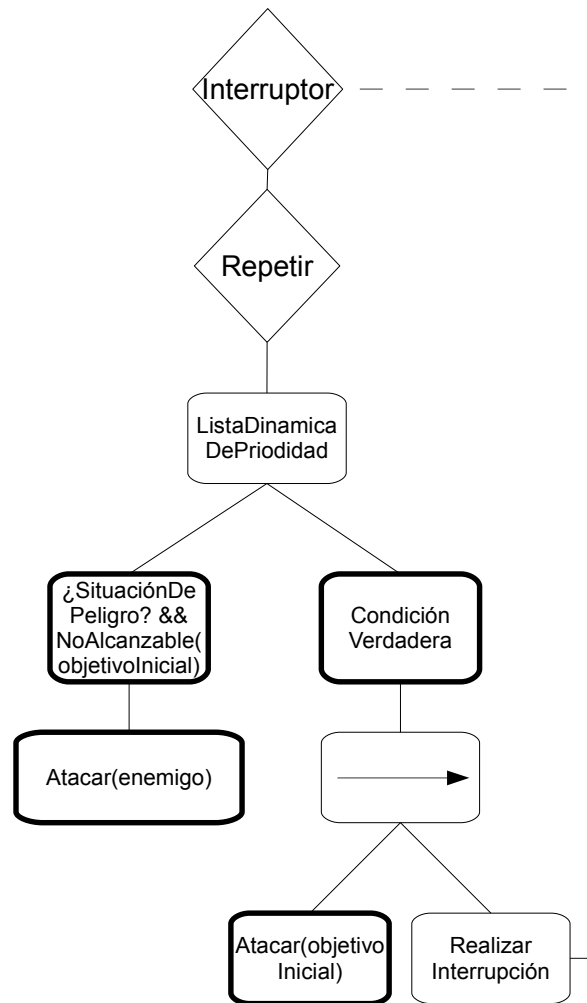 Interruptor
Repetir
ListaDinamica
DePriodidad
¿SituaciónDe
Peligro? &&
NoAlcanzable(
objetivoInicial)
Condición
Verdadera
Atacar(enemigo)
Atacar(objetivo
Inicial)
Realizar
Interrupción